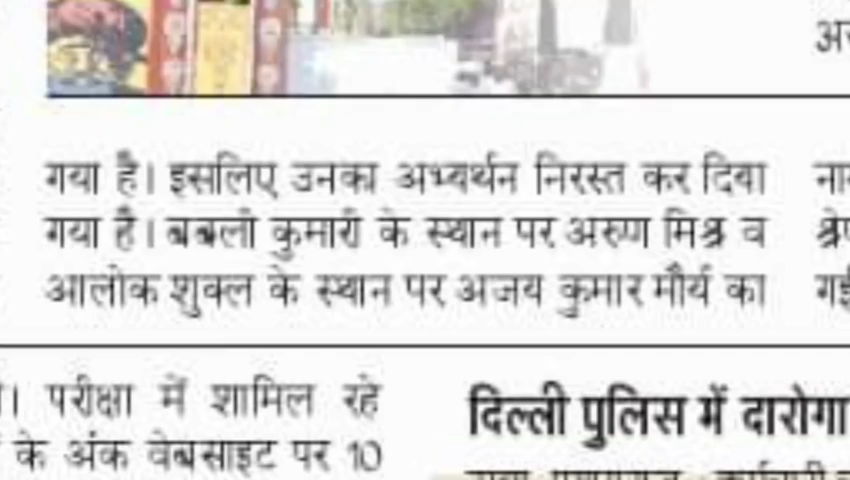 गया है। इसलिए उनका अभ्यर्थन निरस्त कर दिया
गया है। बबलो कुमारी के स्थान पर अरुण मिश्र व
आलोक शुक्ल के स्थान पर अजय कुमार मौर्य का
परीक्षा में शामिल रहे
के अंक वेबसाइट पर 10
दिल्ली पुलिस में दारोगा